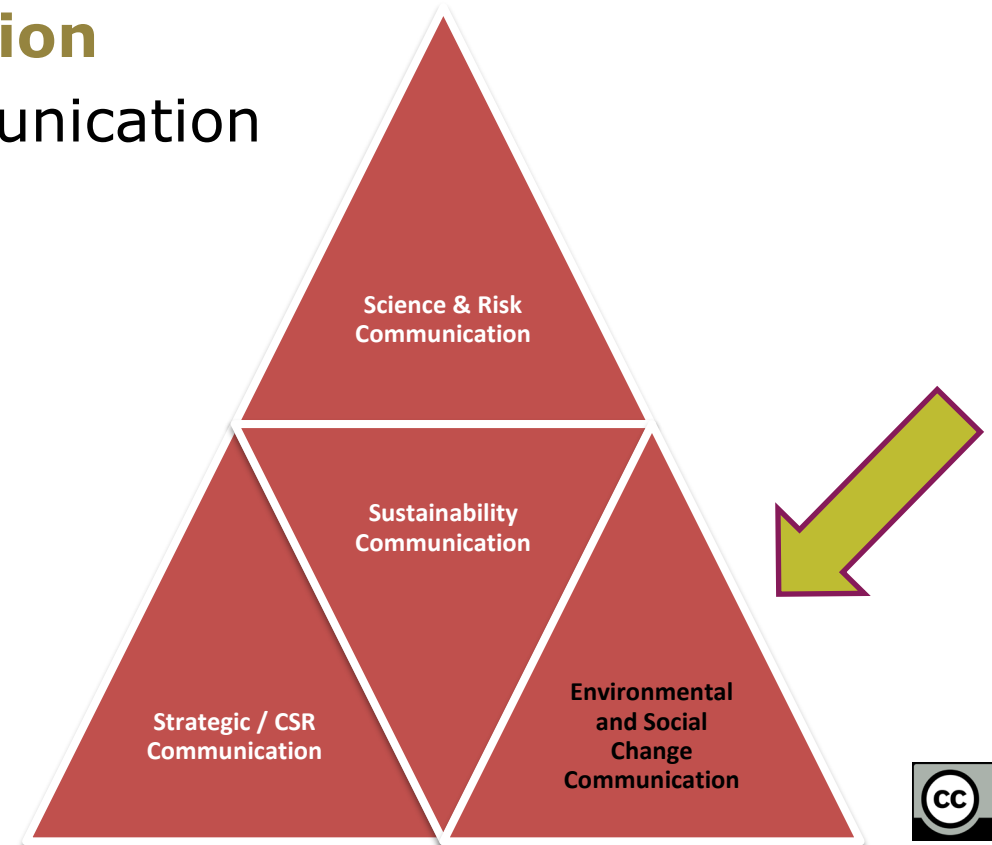 ion
unication
Science & Risk
Communication
Sustainability
Communication
Strategic / CSR
Communication
Environmental
and Social
Change
Communication
cc